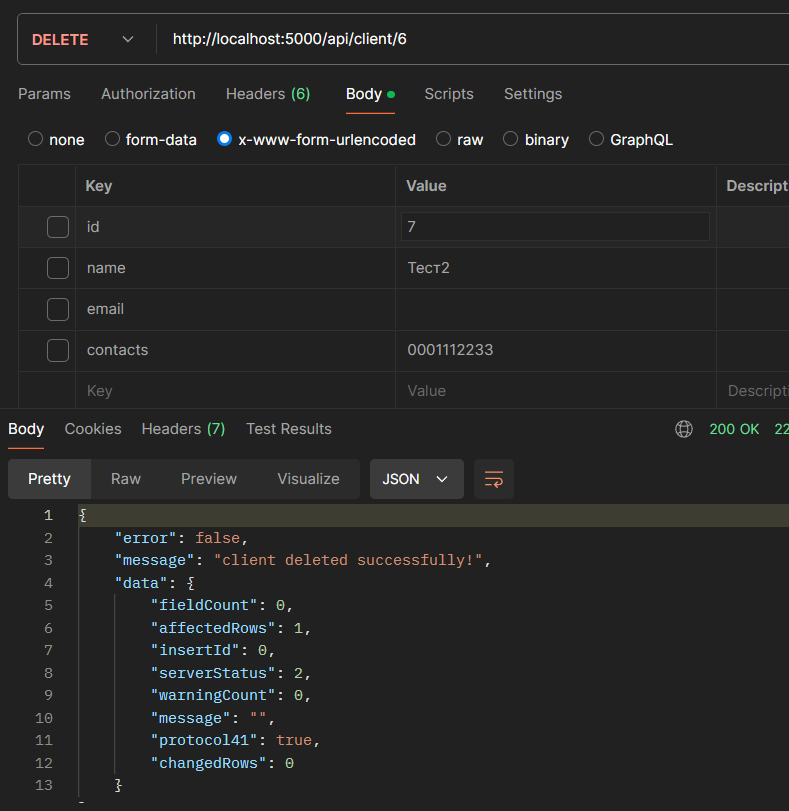 DELETE http://localhost:5000/api/client/6
Params Authorization Headers (6) Body Scripts Settings
none form-data x-www-form-urlencoded raw binary GraphQL
Key Value Descript
id 7
name Тест2
email
contacts 0001112233
Key Value Descripti
Body Cookies Headers (7) Test Results 200 OK 22
Pretty Raw Preview Visualize JSON
1 {
2 "error": false,
3 "message": "client deleted successfully!",
4 "data": {
5 "fieldCount": 0,
6 "affectedRows": 1,
7 "insertId": 0,
8 "serverStatus": 2,
9 "warningCount": 0,
10 "message": "",
11 "protocol41": true,
12 "changedRows": 0
13 }